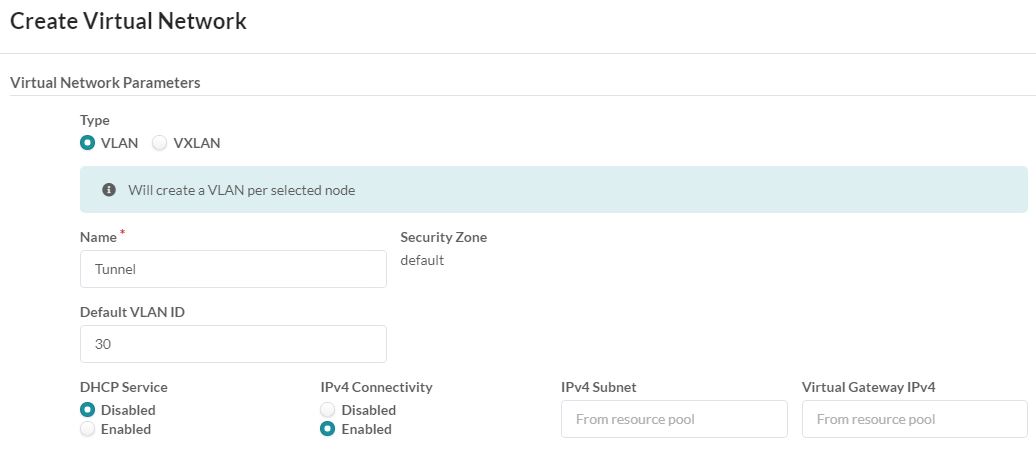 Create Virtual Network
Virtual Network Parameters
Type
VLAN VXLAN
Will create a VLAN per selected node
Name * Security Zone
Tunnel default
Default VLAN ID
30
DHCP Service IPv4 Connectivity IPv4 Subnet Virtual Gateway IPv4
Disabled Disabled From resource pool From resource pool
Enabled Enabled